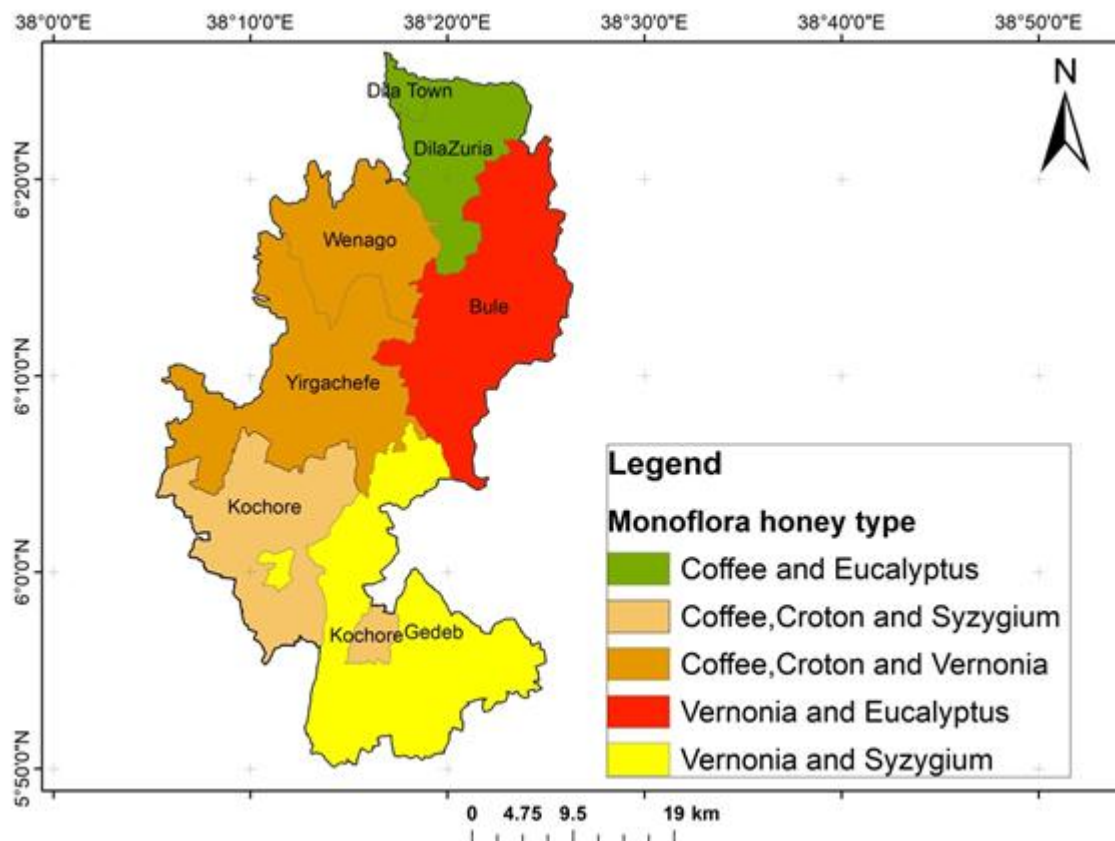 38°0'0"E 38°10'0"E 38°20'0"E 38°30'0"E 38°40'0"E 38°50'0"E
N
Dila Town
DilaZuria
6°20'0"N
Wenago
Bule
6°10'0"N
Yirgachefe
Kochore
6°0'0"N
Kochore Gedeb
5°50'0"N
Legend
Monoflora honey type
Coffee and Eucalyptus
Coffee,Croton and Syzygium
Coffee,Croton and Vernonia
Vernonia and Eucalyptus
Vernonia and Syzygium
0 4.75 9.5 19 km